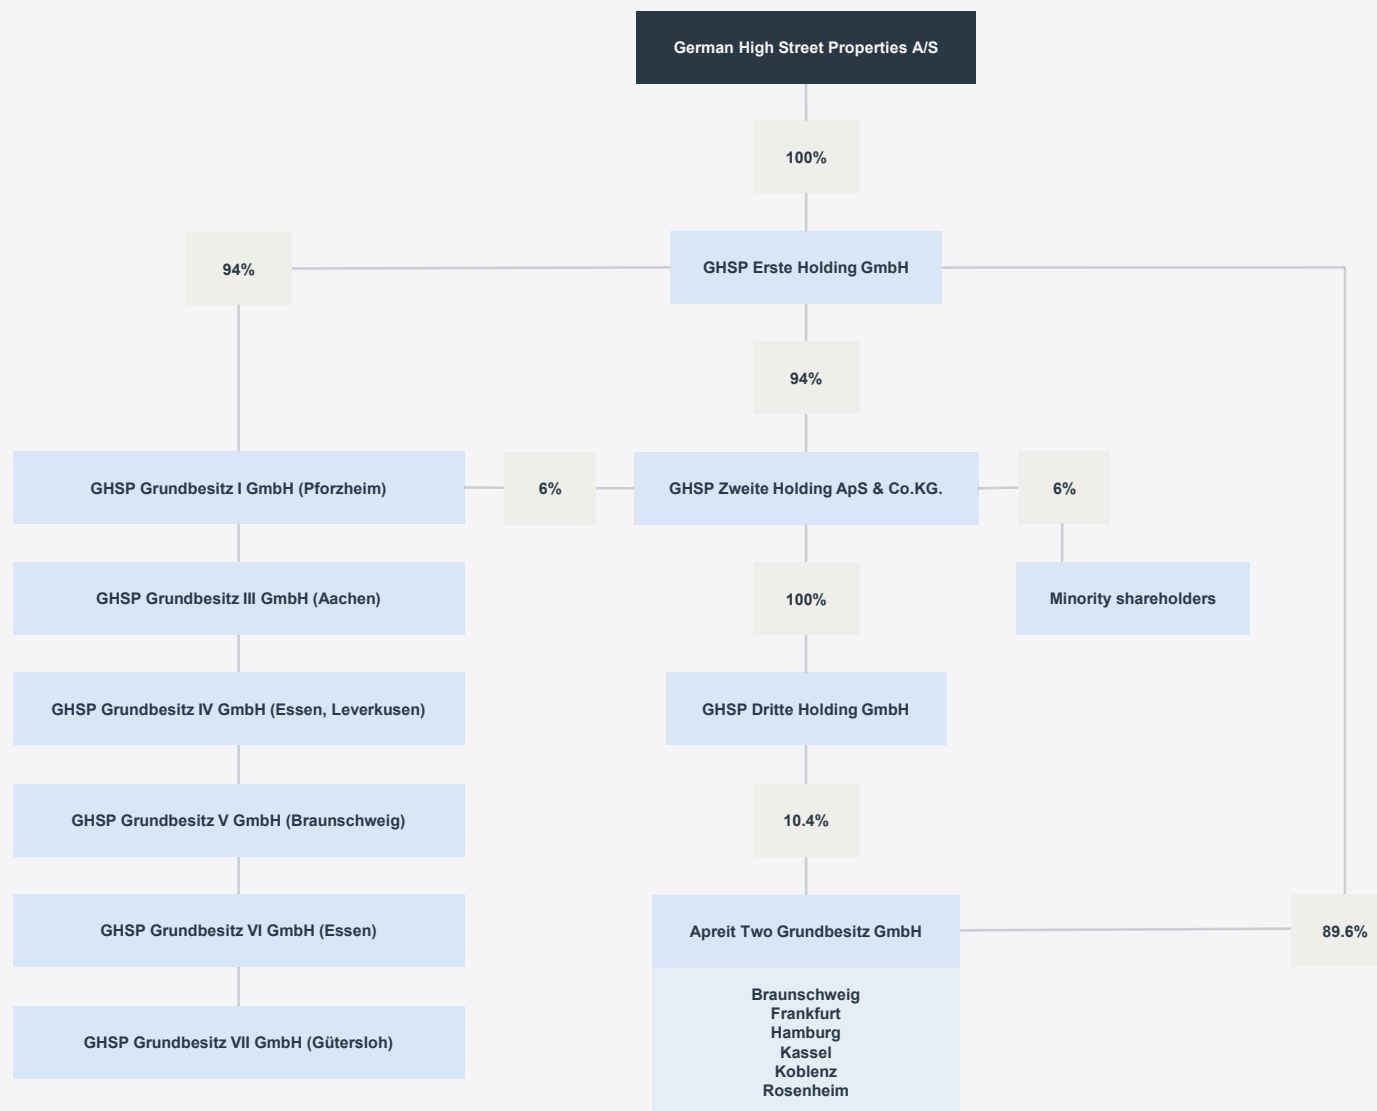 German High Street Properties A/S
100%
94%
GHSP Erste Holding GmbH
94%
GHSP Grundbesitz I GmbH (Pforzheim)
6%
GHSP Zweite Holding ApS & Co.KG.
6%
GHSP Grundbesitz III GmbH (Aachen)
100%
Minority shareholders
GHSP Grundbesitz IV GmbH (Essen, Leverkusen)
GHSP Dritte Holding GmbH
GHSP Grundbesitz V GmbH (Braunschweig)
10.4%
GHSP Grundbesitz VI GmbH (Essen)
Apreit Two Grundbesitz GmbH
89.6%
Braunschweig
Frankfurt
Hamburg
Kassel
Koblenz
Rosenheim
GHSP Grundbesitz VII GmbH (Gütersloh)